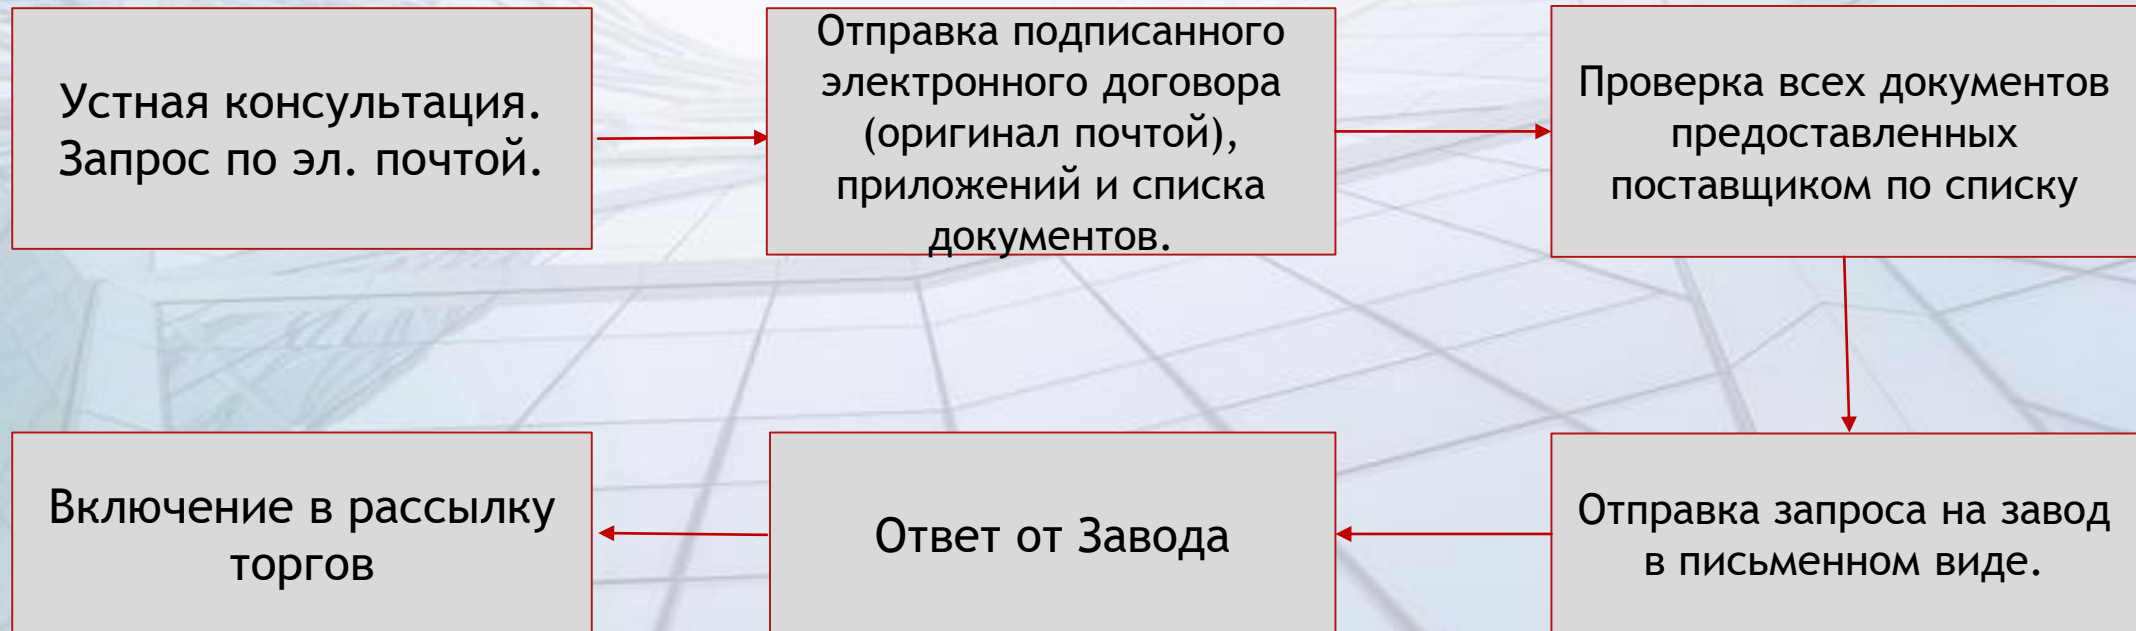 Устная консультация.
Запрос по эл. почтой.
Отправка подписанного
электронного договора
(оригинал почтой),
приложений и списка
документов.
Проверка всех документов
предоставленных
поставщиком по списку
Отправка запроса на завод
в письменном виде.
Ответ от Завода
Включение в рассылку
торгов